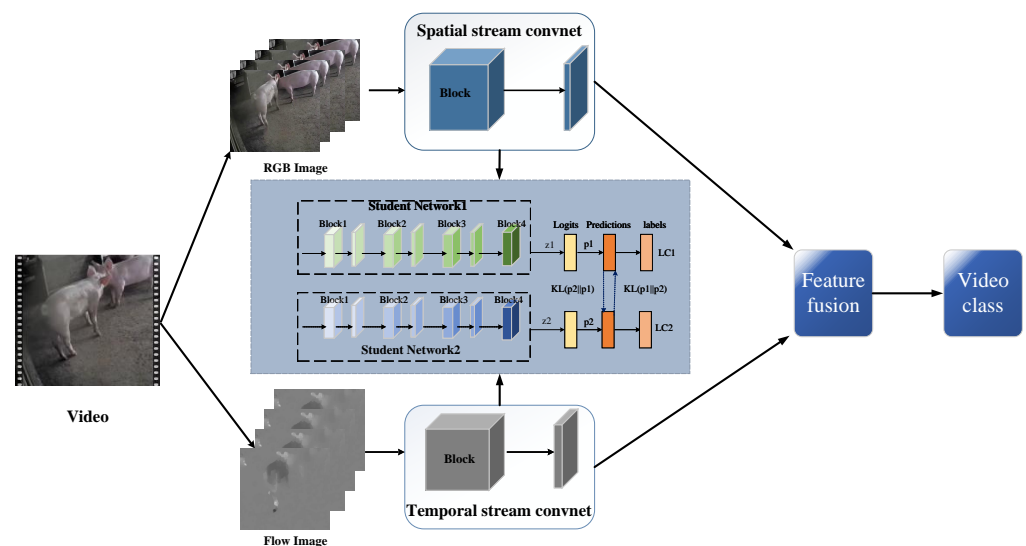 Spatial stream convnet
Block
RGB Image
Student Network1
Block1 Block2 Block3 Block4
Logits Predictions labels
z1 p1 LC1
KL(p2||p1) KL(p1||p2)
Block1 Block2 Block3 Block4
z2 p2 LC2
Student Network2
Video
Feature fusion
Video class
Block
Temporal stream convnet
Flow Image